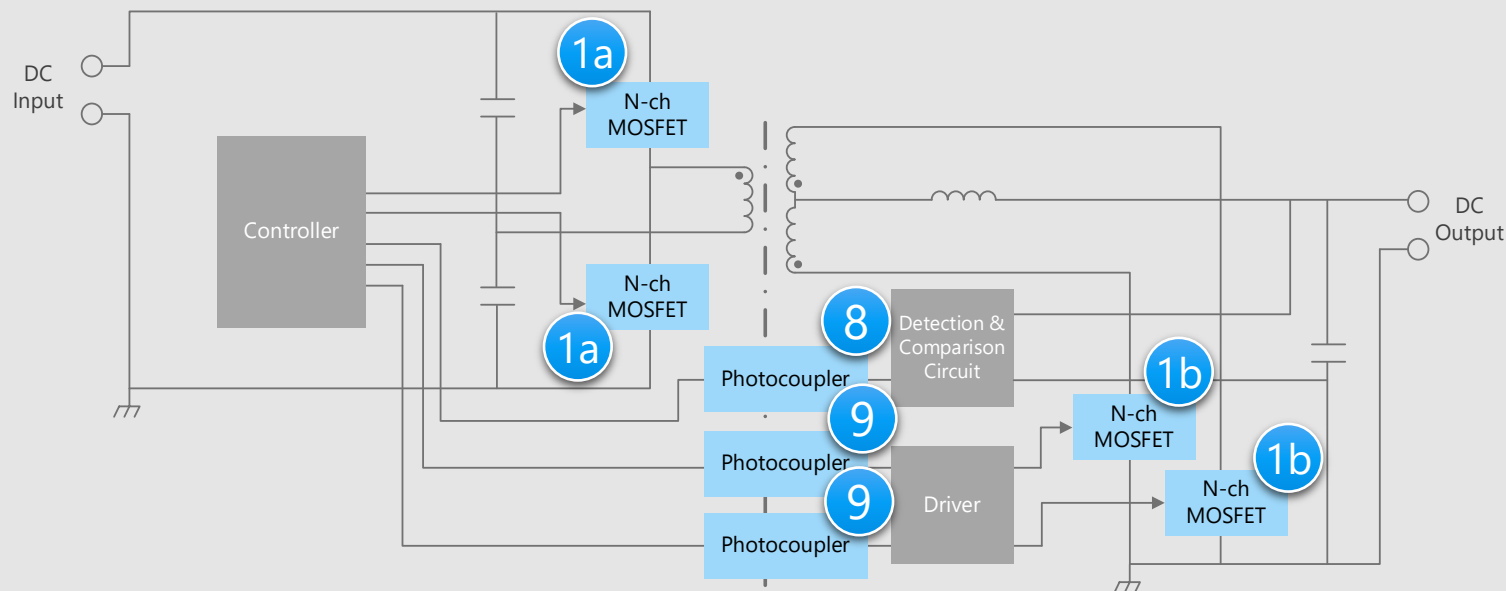 1a
DC
Input
N-ch
MOSFET
Controller
DC
Output
N-ch
MOSFET
1a
8
Detection &
Comparison
Circuit
Photocoupler
1b
9
N-ch
MOSFET
Photocoupler
1b
9
N-ch
MOSFET
Driver
Photocoupler